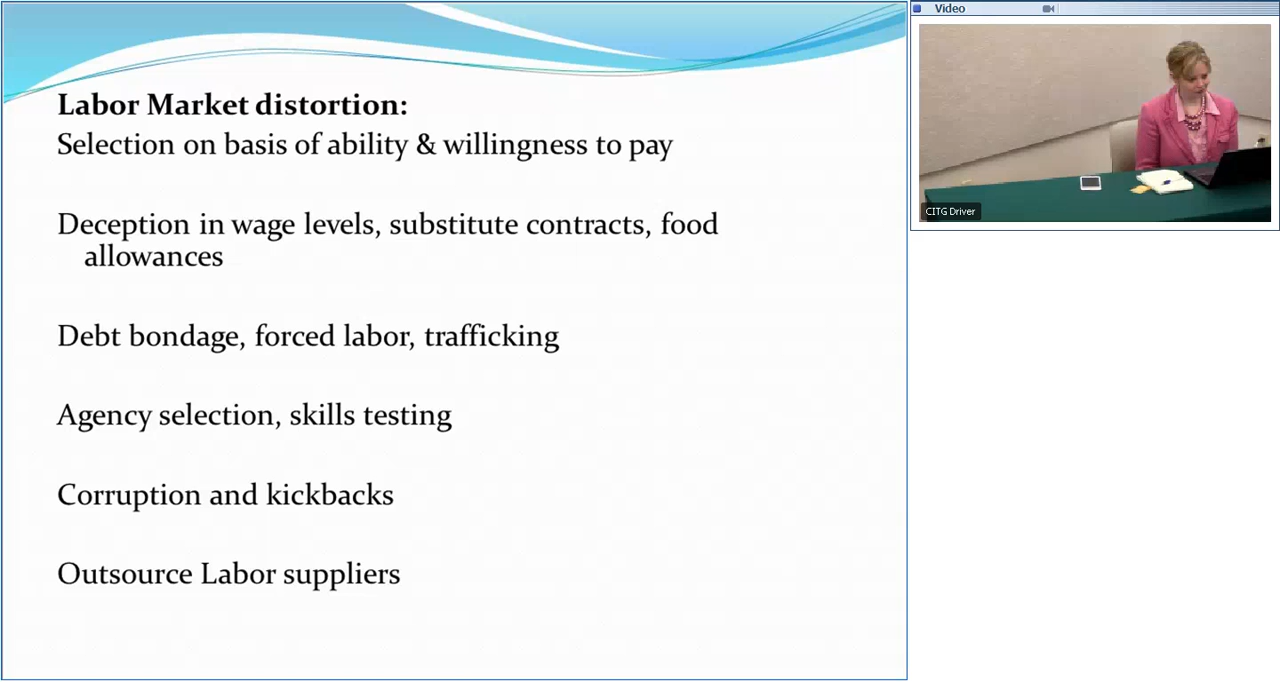 Labor Market distortion:
Selection on basis of ability & willingness to pay
Deception in wage levels, substitute contracts, food
allowances
Debt bondage, forced labor, trafficking
Agency selection, skills testing
Corruption and kickbacks
Outsource Labor suppliers
Video
CITG Driver